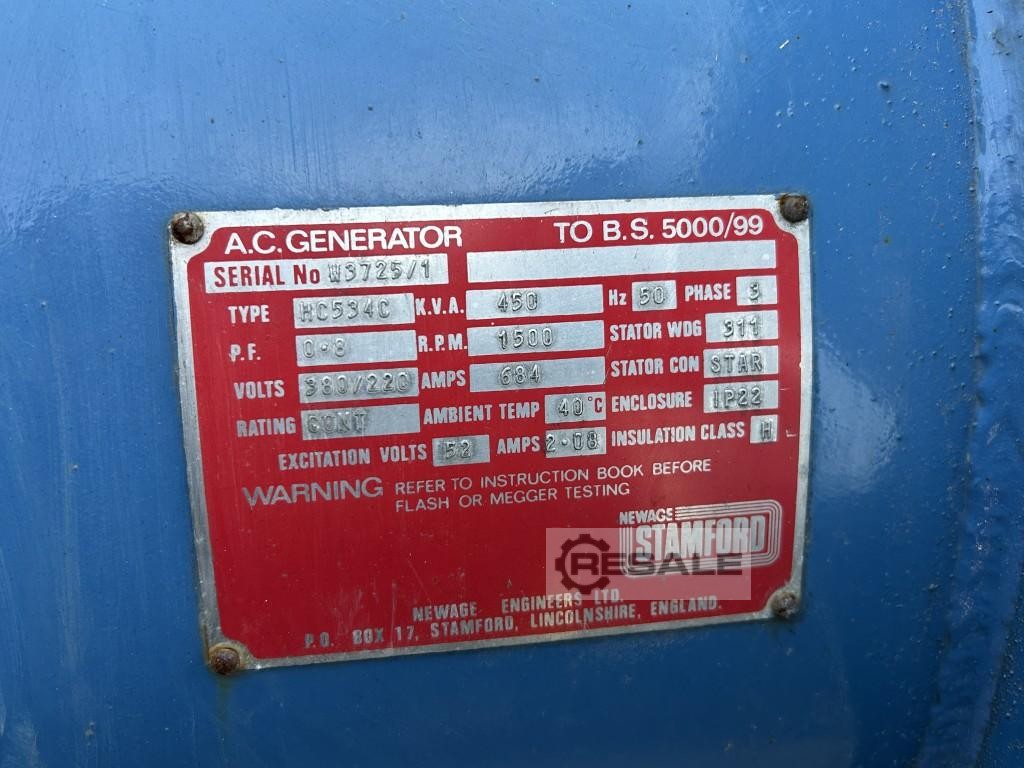 A.C. GENERATOR TO B.S. 5000/99
SERIAL No W3725/1
TYPE HC534C K.V.A. 450 Hz 50 PHASE 3
P.F. 0·8 R.P.M. 1500 STATOR WDG 311
VOLTS 380/220 AMPS 684 STATOR CON STAR
RATING CONT AMBIENT TEMP 40°C ENCLOSURE IP22
EXCITATION VOLTS 52 AMPS 2·08 INSULATION CLASS H
WARNING REFER TO INSTRUCTION BOOK BEFORE
FLASH OR MEGGER TESTING
NEWAGE
STAMFORD
RESALE
NEWAGE ENGINEERS LTD.
P.O. BOX 17, STAMFORD, LINCOLNSHIRE, ENGLAND.